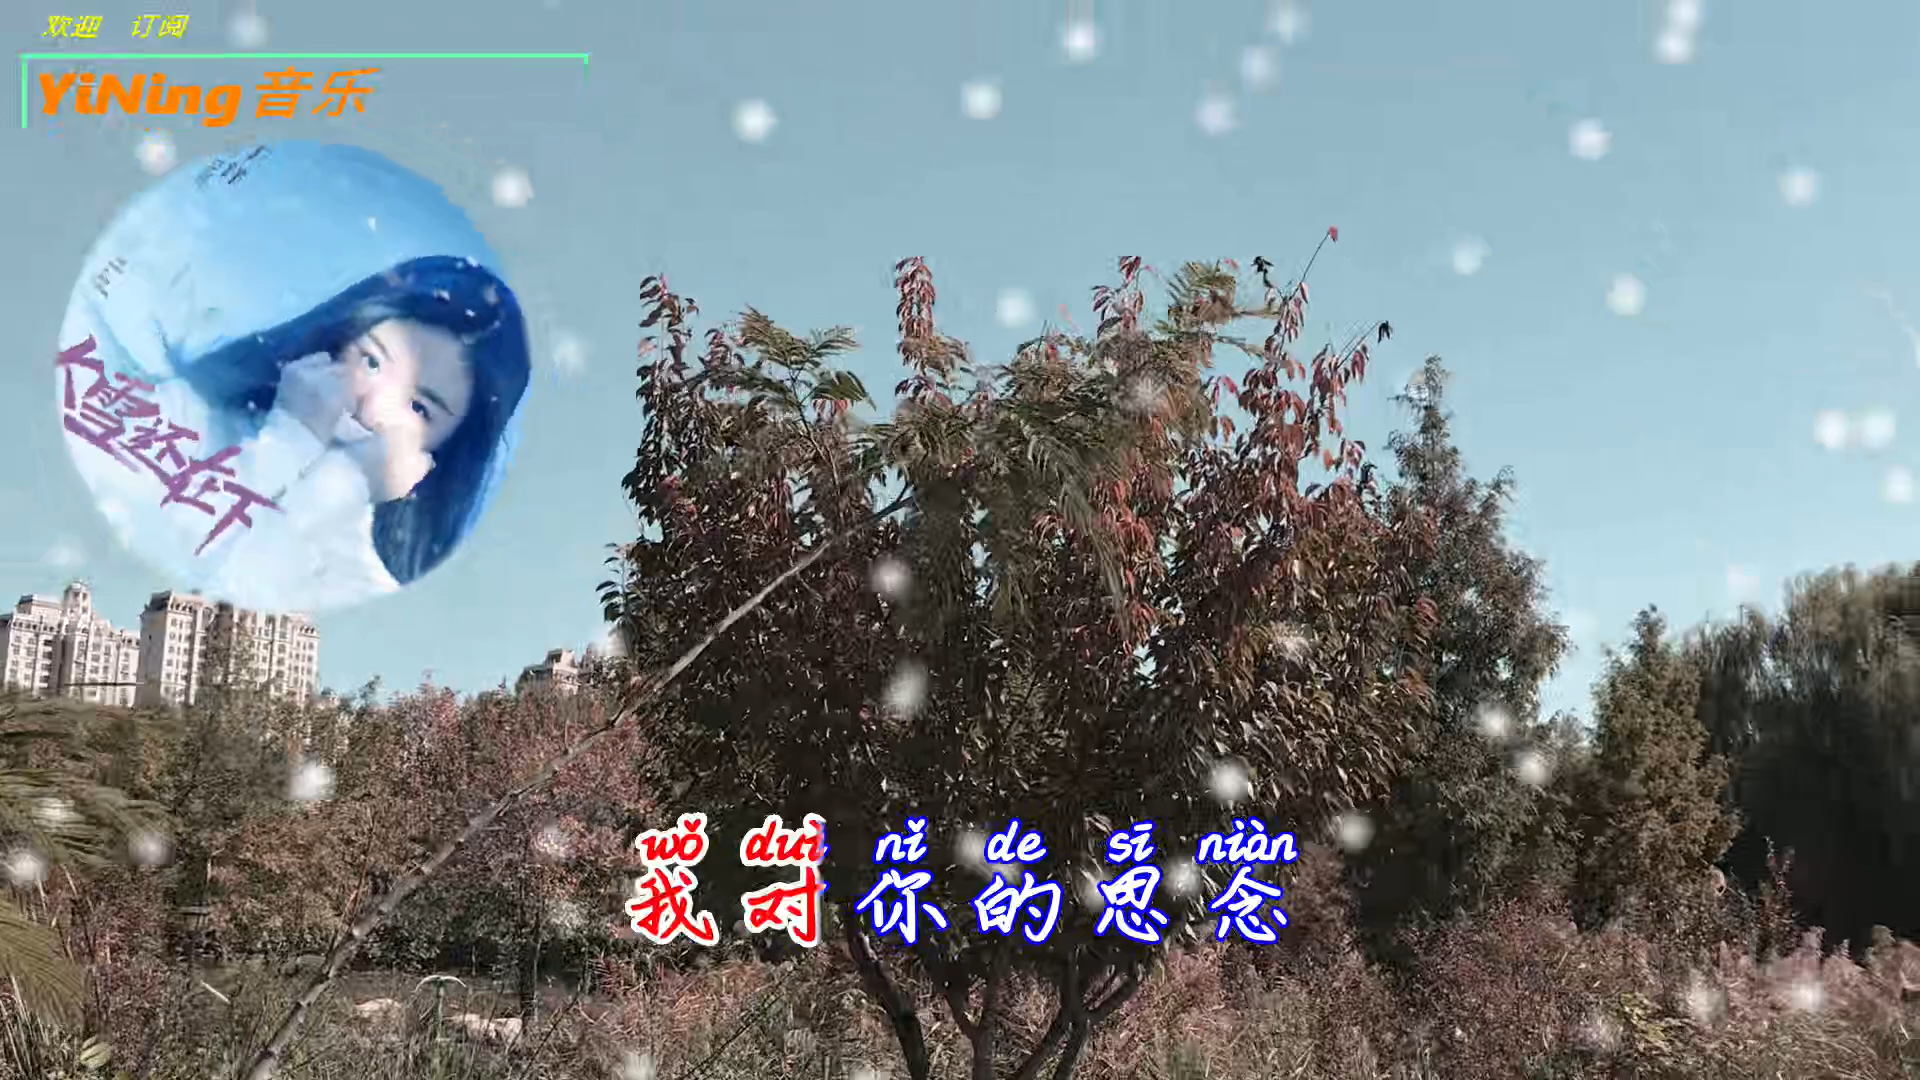 欢迎 订阅
YiNing音乐
雪还在下
wǒ duì nǐ de sī niàn
我对你的思念